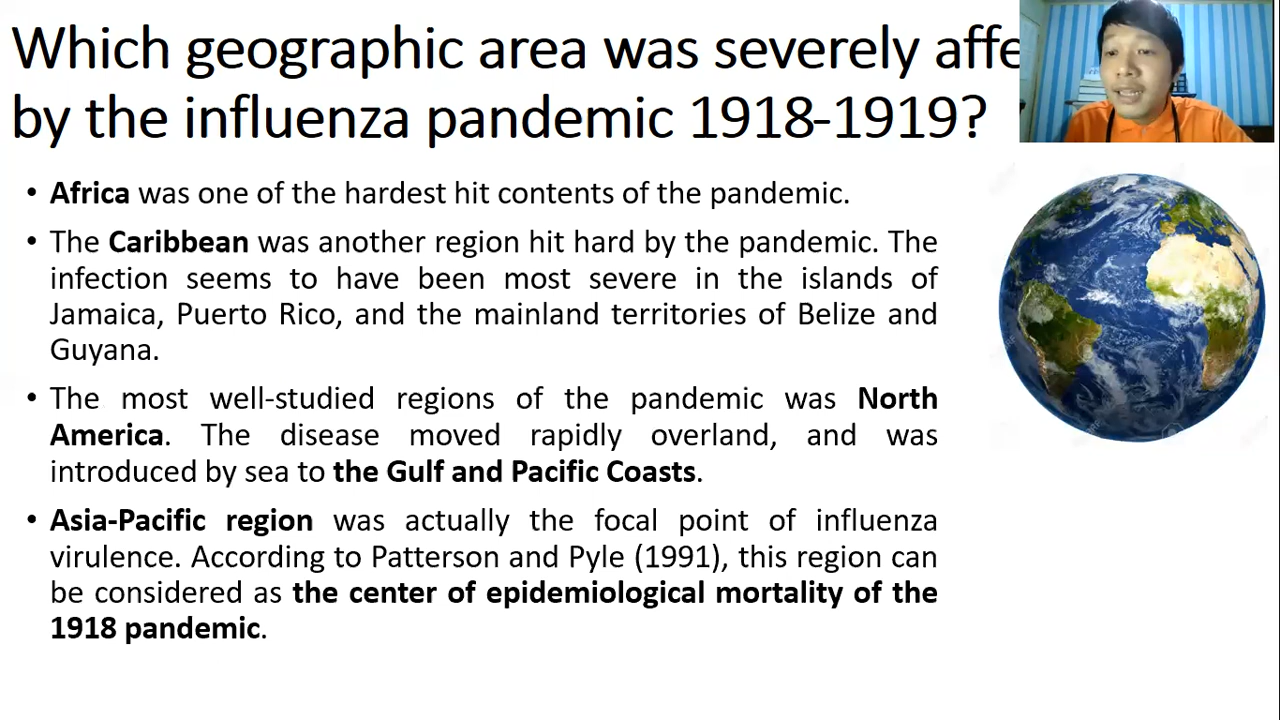 Which geographic area was severely affe
by the influenza pandemic 1918-1919?
• Africa was one of the hardest hit contents of the pandemic.
• The Caribbean was another region hit hard by the pandemic. The
infection seems to have been most severe in the islands of
Jamaica, Puerto Rico, and the mainland territories of Belize and
Guyana.
• The most well-studied regions of the pandemic was North
America. The disease moved rapidly overland, and was
introduced by sea to the Gulf and Pacific Coasts.
• Asia-Pacific region was actually the focal point of influenza
virulence. According to Patterson and Pyle (1991), this region can
be considered as the center of epidemiological mortality of the
1918 pandemic.